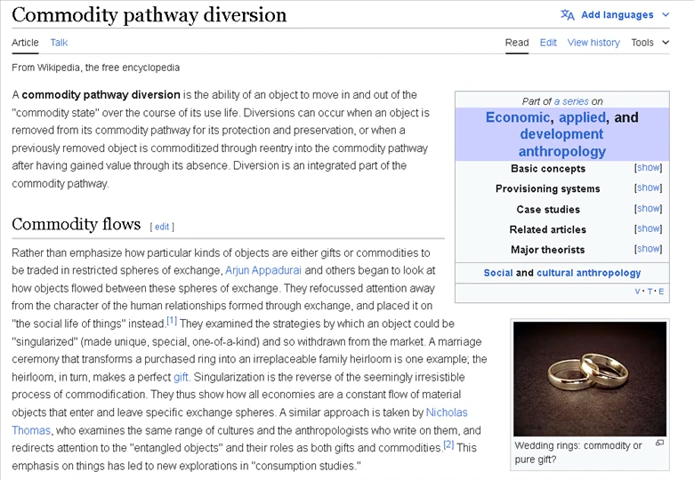 Commodity pathway diversion
Add languages
Article Talk
Read Edit View history Tools
From Wikipedia, the free encyclopedia
A commodity pathway diversion is the ability of an object to move in and out of the
"commodity state" over the course of its use life. Diversions can occur when an object is
removed from its commodity pathway for its protection and preservation, or when a
previously removed object is commoditized through reentry into the commodity pathway
after having gained value through its absence. Diversion is an integrated part of the
commodity pathway.
Part of a series on
Economic, applied, and
development
anthropology
Basic concepts [show]
Provisioning systems [show]
Case studies [show]
Related articles [show]
Major theorists [show]
Social and cultural anthropology
V · T · E
Commodity flows [ edit ]
Rather than emphasize how particular kinds of objects are either gifts or commodities to
be traded in restricted spheres of exchange, Arjun Appadurai and others began to look at
how objects flowed between these spheres of exchange. They refocussed attention away
from the character of the human relationships formed through exchange, and placed it on
"the social life of things" instead.[1] They examined the strategies by which an object could be
"singularized" (made unique, special, one-of-a-kind) and so withdrawn from the market. A marriage
ceremony that transforms a purchased ring into an irreplaceable family heirloom is one example; the
heirloom, in turn, makes a perfect gift. Singularization is the reverse of the seemingly irresistible
process of commodification. They thus show how all economies are a constant flow of material
objects that enter and leave specific exchange spheres. A similar approach is taken by Nicholas
Thomas, who examines the same range of cultures and the anthropologists who write on them, and
redirects attention to the "entangled objects" and their roles as both gifts and commodities.[2] This
emphasis on things has led to new explorations in "consumption studies."
Wedding rings: commodity or
pure gift?